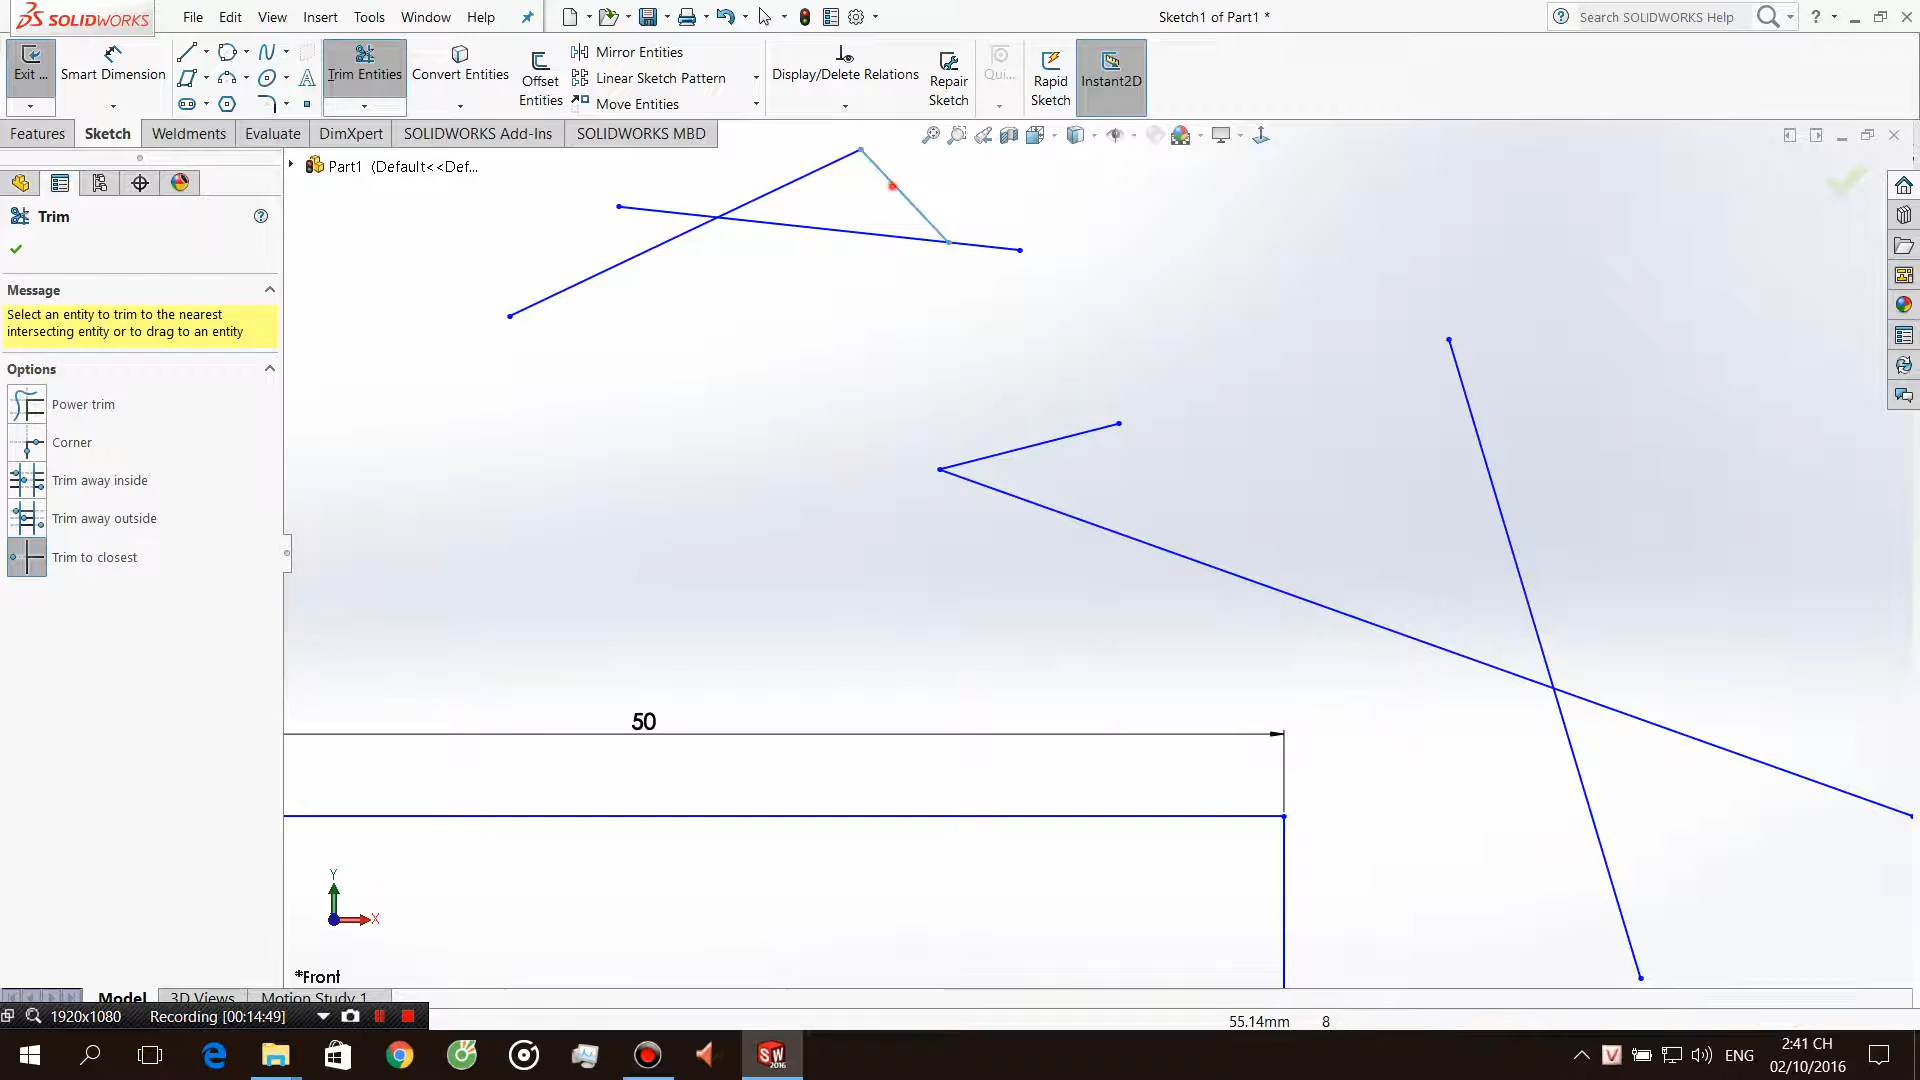 SOLIDWORKS
File Edit View Insert Tools Window Help
Sketch1 of Part1 *
Search SOLIDWORKS Help
Exit ...
Smart Dimension
Trim Entities
Convert Entities
Offset Entities
Mirror Entities
Linear Sketch Pattern
Move Entities
Display/Delete Relations
Repair Sketch
Qui...
Rapid Sketch
Instant2D
Features Sketch Weldments Evaluate DimXpert SOLIDWORKS Add-Ins SOLIDWORKS MBD
Part1 (Default<<Def...
Trim
Message
Select an entity to trim to the nearest
intersecting entity or to drag to an entity
Options
Power trim
Corner
Trim away inside
Trim away outside
Trim to closest
50
Y
X
*Front
Model 3D Views Motion Study 1
1920x1080 Recording [00:14:49]
55.14mm 8
SW
2016
V
ENG
2:41 CH
02/10/2016